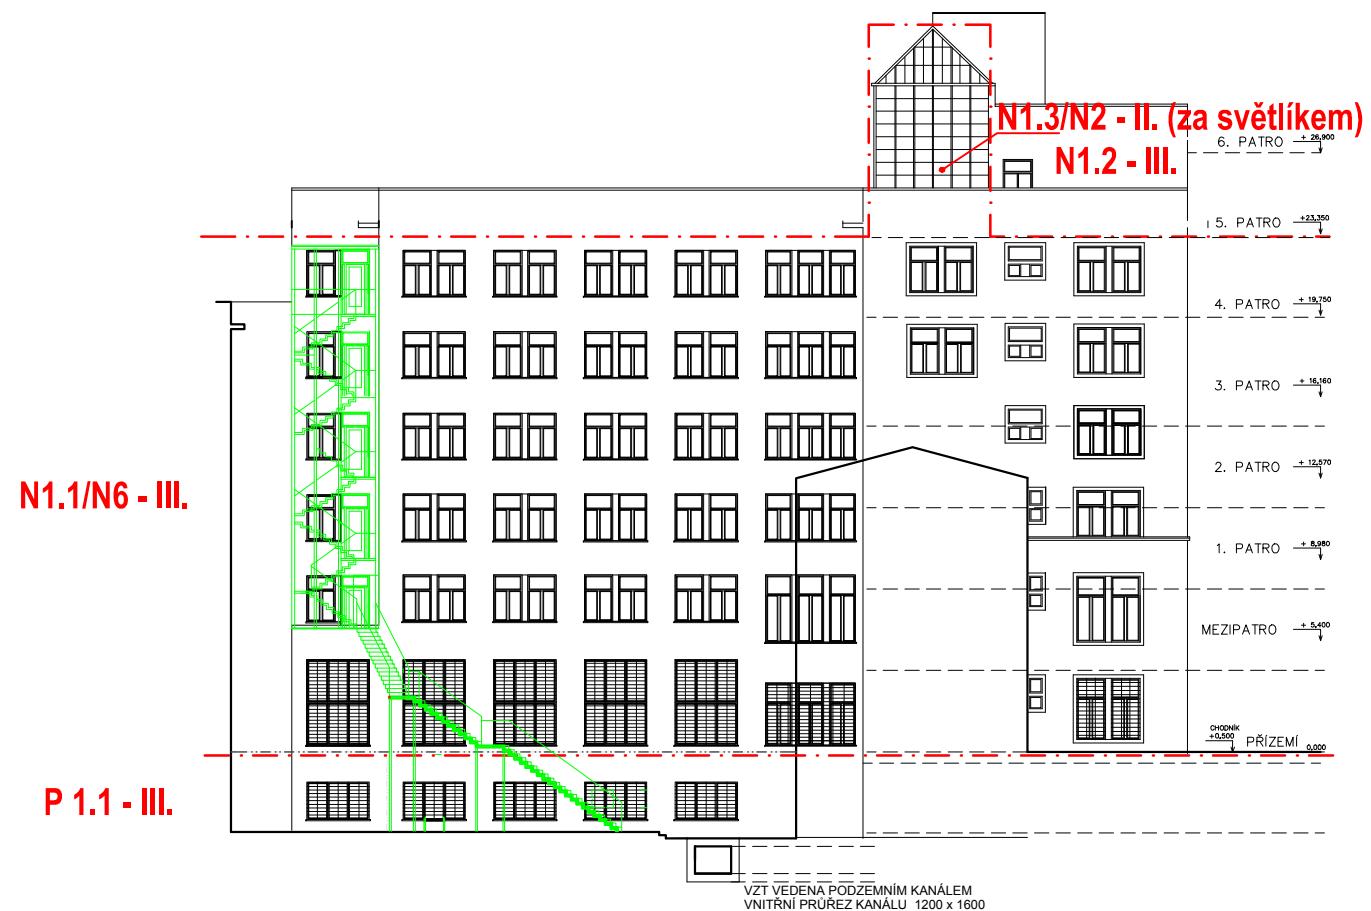 N1.3/N2 - II. (za světlíkem)
6. PATRO + 26,900
N1.2 - III.
5. PATRO +23,350
4. PATRO + 19,750
3. PATRO + 16,160
N1.1/N6 - III.
2. PATRO + 12,570
1. PATRO + 8,980
MEZIPATRO + 5,400
CHODNÍK
+0,500
PŘÍZEMÍ 0,000
P 1.1 - III.
VZT VEDENA PODZEMNÍM KANÁLEM
VNITŘNÍ PRŮŘEZ KANÁLU 1200 x 1600